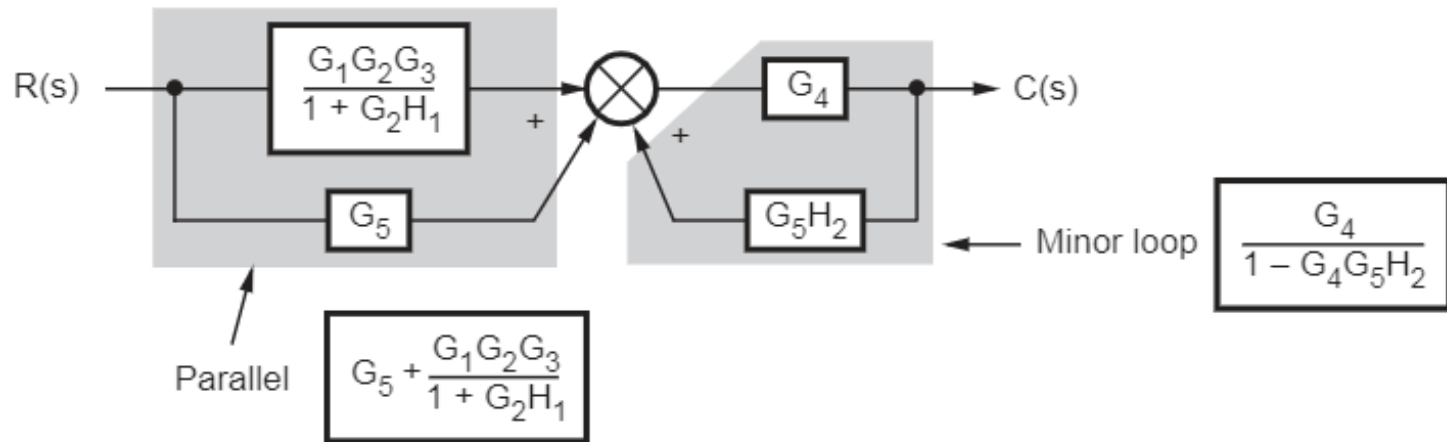 R(s)
G₁G₂G₃
1 + G₂H₁
+
+
G₄
C(s)
G₅
G₅H₂
Minor loop
G₄
1 – G₄G₅H₂
Parallel
G₅ + G₁G₂G₃
1 + G₂H₁